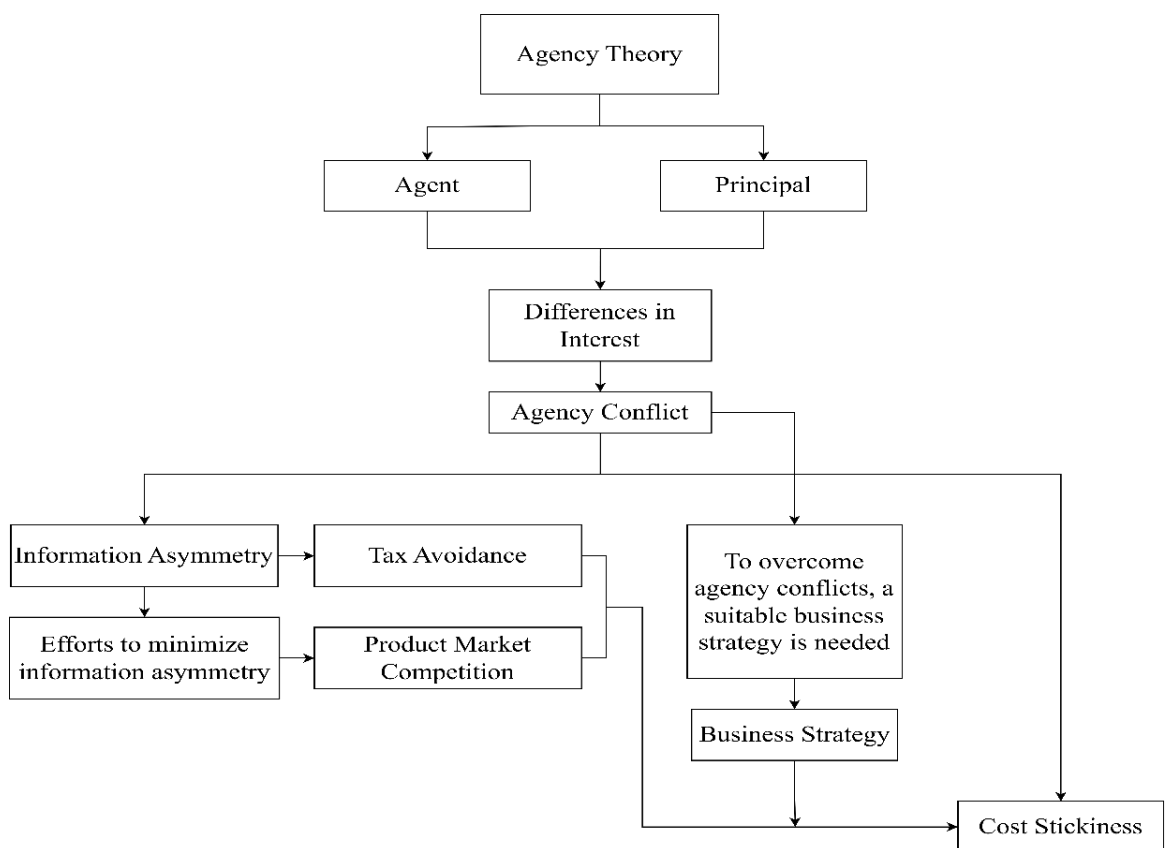 Agency Theory
Agent
Principal
Differences in
Interest
Agency Conflict
Information Asymmetry
Tax Avoidance
To overcome
agency conflicts, a
suitable business
strategy is needed
Efforts to minimize
information asymmetry
Product Market
Competition
Business Strategy
Cost Stickiness